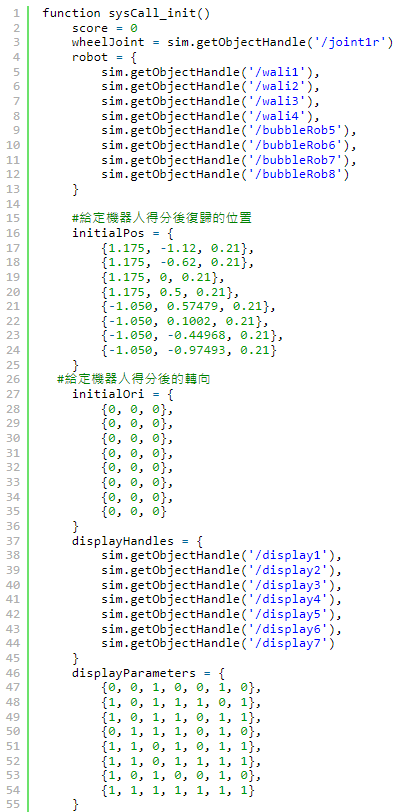 1 function sysCall_init()
2     score = 0
3     wheelJoint = sim.getObjectHandle('/joint1r')
4     robot = {
5         sim.getObjectHandle('/wali1'),
6         sim.getObjectHandle('/wali2'),
7         sim.getObjectHandle('/wali3'),
8         sim.getObjectHandle('/wali4'),
9         sim.getObjectHandle('/bubbleRob5'),
10         sim.getObjectHandle('/bubbleRob6'),
11         sim.getObjectHandle('/bubbleRob7'),
12         sim.getObjectHandle('/bubbleRob8')
13     }
14
15     #給定機器人得分後復歸的位置
16     initialPos = {
17         {1.175, -1.12, 0.21},
18         {1.175, -0.62, 0.21},
19         {1.175, 0, 0.21},
20         {1.175, 0.5, 0.21},
21         {-1.050, 0.57479, 0.21},
22         {-1.050, 0.1002, 0.21},
23         {-1.050, -0.44968, 0.21},
24         {-1.050, -0.97493, 0.21}
25     }
26   #給定機器人得分後的轉向
27     initialOri = {
28         {0, 0, 0},
29         {0, 0, 0},
30         {0, 0, 0},
31         {0, 0, 0},
32         {0, 0, 0},
33         {0, 0, 0},
34         {0, 0, 0},
35         {0, 0, 0}
36     }
37     displayHandles = {
38         sim.getObjectHandle('/display1'),
39         sim.getObjectHandle('/display2'),
40         sim.getObjectHandle('/display3'),
41         sim.getObjectHandle('/display4'),
42         sim.getObjectHandle('/display5'),
43         sim.getObjectHandle('/display6'),
44         sim.getObjectHandle('/display7')
45     }
46     displayParameters = {
47         {0, 0, 1, 0, 0, 1, 0},
48         {1, 0, 1, 1, 1, 0, 1},
49         {1, 0, 1, 1, 0, 1, 1},
50         {0, 1, 1, 1, 0, 1, 0},
51         {1, 1, 0, 1, 0, 1, 1},
52         {1, 1, 0, 1, 1, 1, 1},
53         {1, 0, 1, 0, 0, 1, 0},
54         {1, 1, 1, 1, 1, 1, 1}
55     }